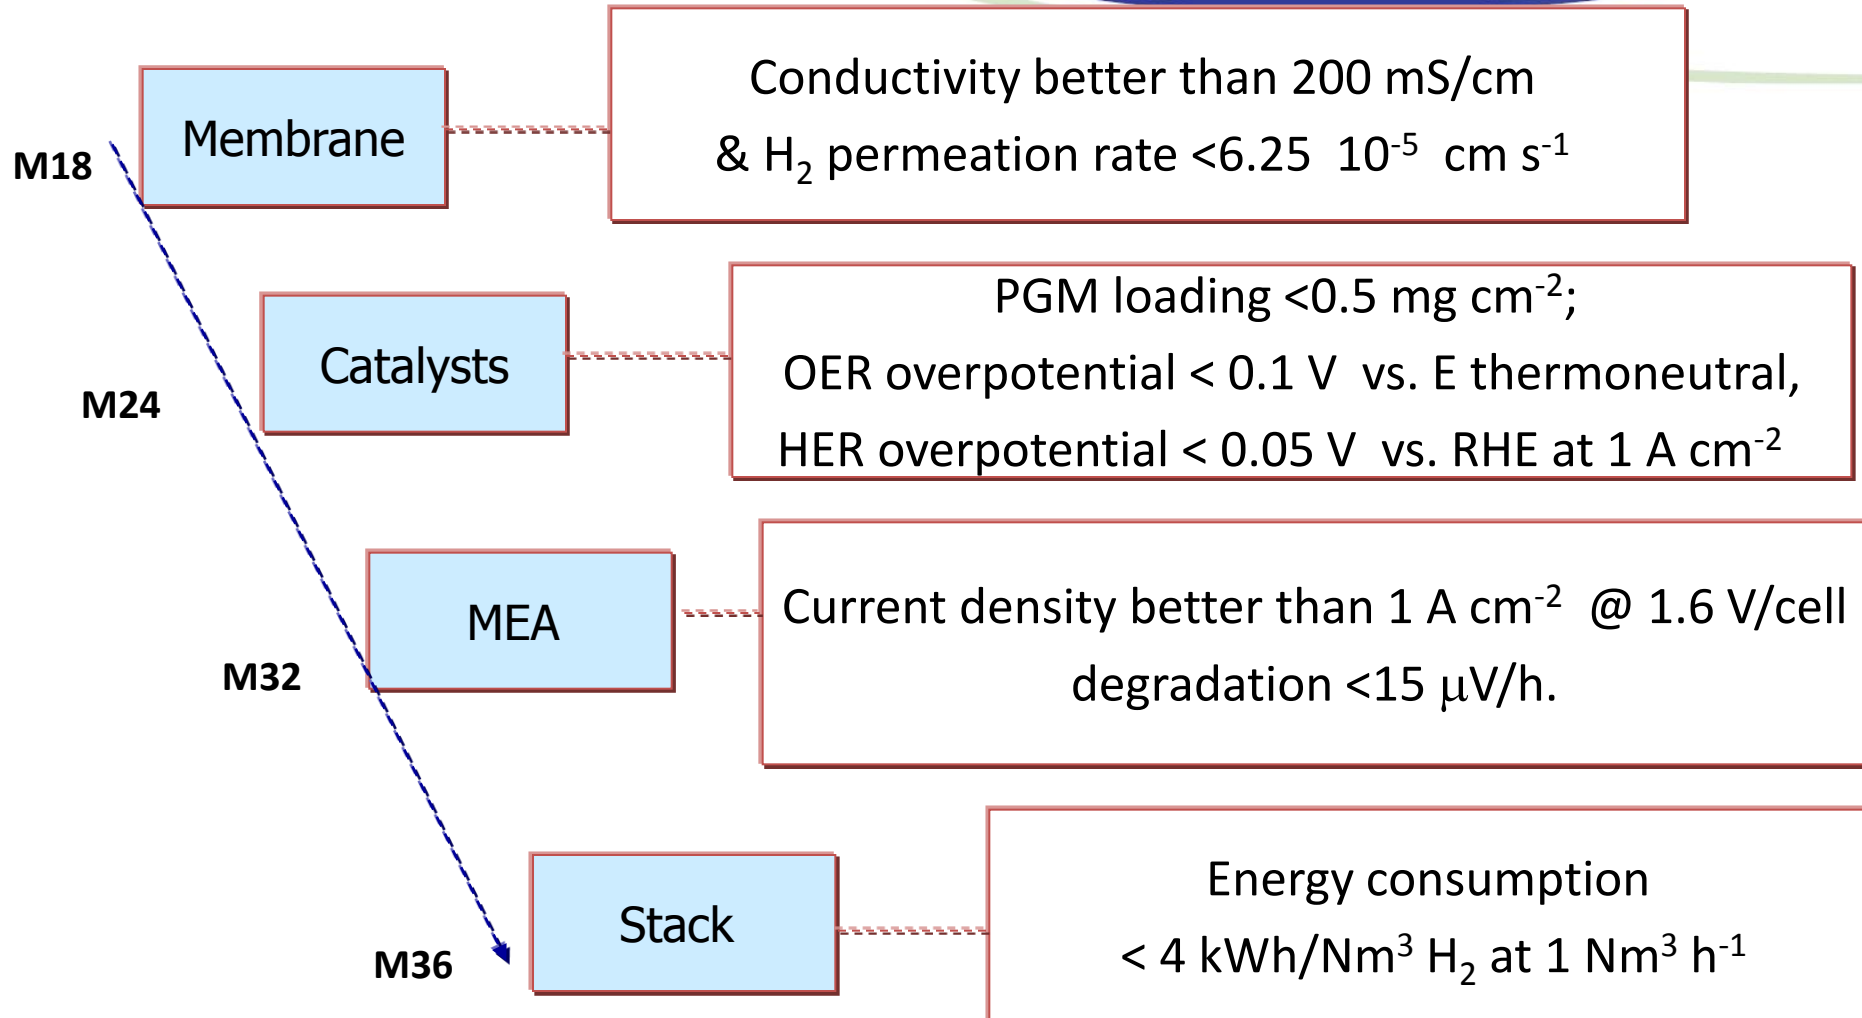 Conductivity better than 200 mS/cm
Membrane
& H₂ permeation rate <6.25 10⁻⁵ cm s⁻¹
M18
PGM loading <0.5 mg cm⁻²;
Catalysts
OER overpotential < 0.1 V vs. E thermoneutral,
HER overpotential < 0.05 V vs. RHE at 1 A cm⁻²
M24
MEA
Current density better than 1 A cm⁻² @ 1.6 V/cell
degradation <15 μV/h.
M32
Stack
Energy consumption
< 4 kWh/Nm³ H₂ at 1 Nm³ h⁻¹
M36